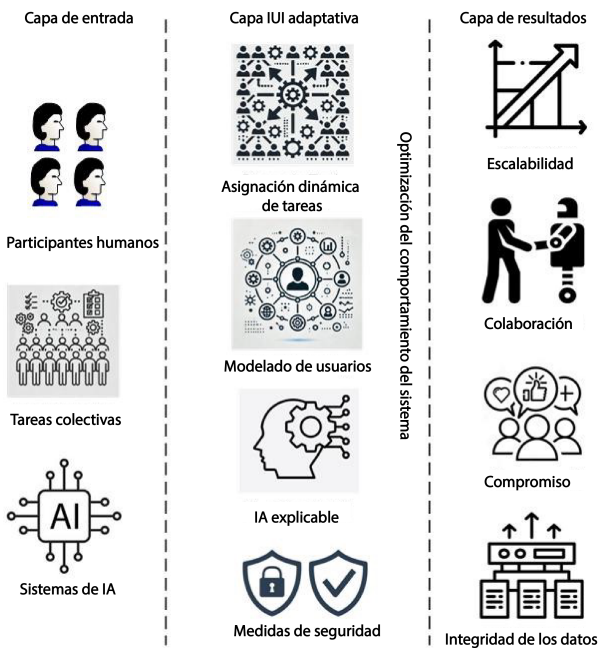 Capa de entrada
Participantes humanos
Tareas colectivas
AI
Sistemas de IA
Capa IUI adaptativa
Asignación dinámica
de tareas
Modelado de usuarios
IA explicable
Medidas de seguridad
Optimización del comportamiento del sistema
Capa de resultados
Escalabilidad
Colaboración
Compromiso
Integridad de los datos